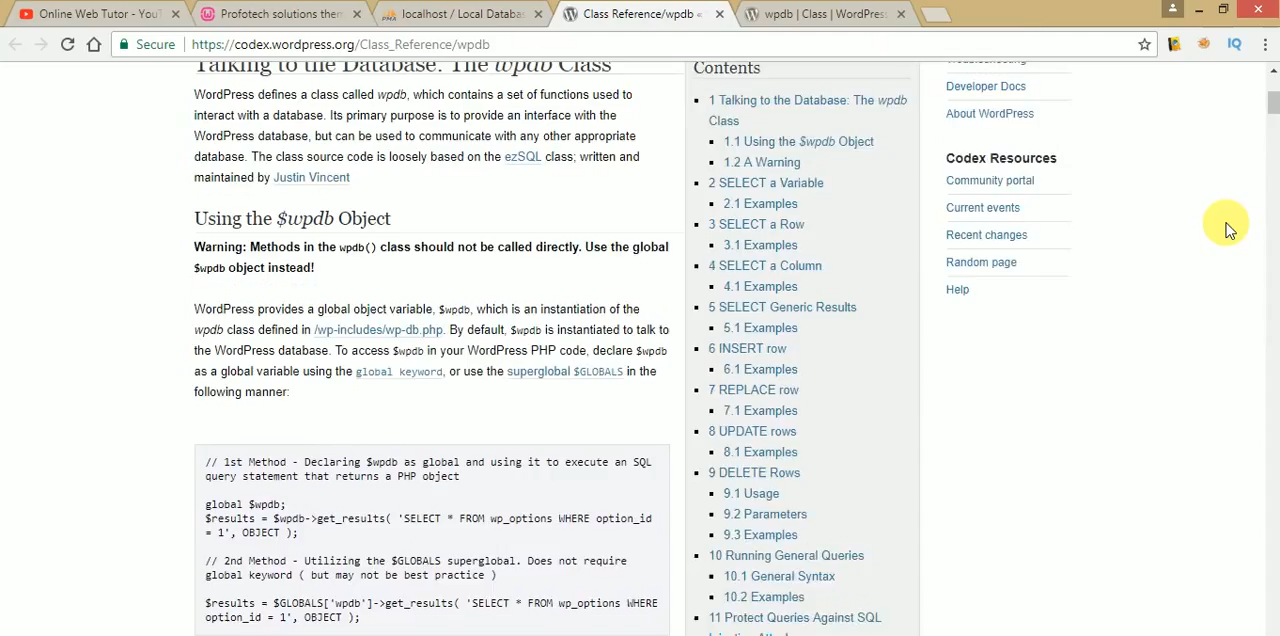 Online Web Tutor - YouT
Profotech solutions them
localhost / Local Databas
Class Reference/wpdb «
wpdb | Class | WordPress
Secure
https://codex.wordpress.org/Class_Reference/wpdb
Talking to the Database: The wpdb Class
WordPress defines a class called wpdb, which contains a set of functions used to
interact with a database. Its primary purpose is to provide an interface with the
WordPress database, but can be used to communicate with any other appropriate
database. The class source code is loosely based on the ezSQL class; written and
maintained by Justin Vincent
Using the $wpdb Object
Warning: Methods in the wpdb() class should not be called directly. Use the global
$wpdb object instead!
WordPress provides a global object variable, $wpdb, which is an instantiation of the
wpdb class defined in /wp-includes/wp-db.php. By default, $wpdb is instantiated to talk to
the WordPress database. To access $wpdb in your WordPress PHP code, declare $wpdb
as a global variable using the global keyword, or use the superglobal $GLOBALS in the
following manner:
// 1st Method - Declaring $wpdb as global and using it to execute an SQL
query statement that returns a PHP object
global $wpdb;
$results = $wpdb->get_results( 'SELECT * FROM wp_options WHERE option_id
= 1', OBJECT );
// 2nd Method - Utilizing the $GLOBALS superglobal. Does not require
global keyword ( but may not be best practice )
$results = $GLOBALS['wpdb']->get_results( 'SELECT * FROM wp_options WHERE
option_id = 1', OBJECT );
Contents
1 Talking to the Database: The wpdb
Class
1.1 Using the $wpdb Object
1.2 A Warning
2 SELECT a Variable
2.1 Examples
3 SELECT a Row
3.1 Examples
4 SELECT a Column
4.1 Examples
5 SELECT Generic Results
5.1 Examples
6 INSERT row
6.1 Examples
7 REPLACE row
7.1 Examples
8 UPDATE rows
8.1 Examples
9 DELETE Rows
9.1 Usage
9.2 Parameters
9.3 Examples
10 Running General Queries
10.1 General Syntax
10.2 Examples
11 Protect Queries Against SQL
Troubleshooting
Developer Docs
About WordPress
Codex Resources
Community portal
Current events
Recent changes
Random page
Help